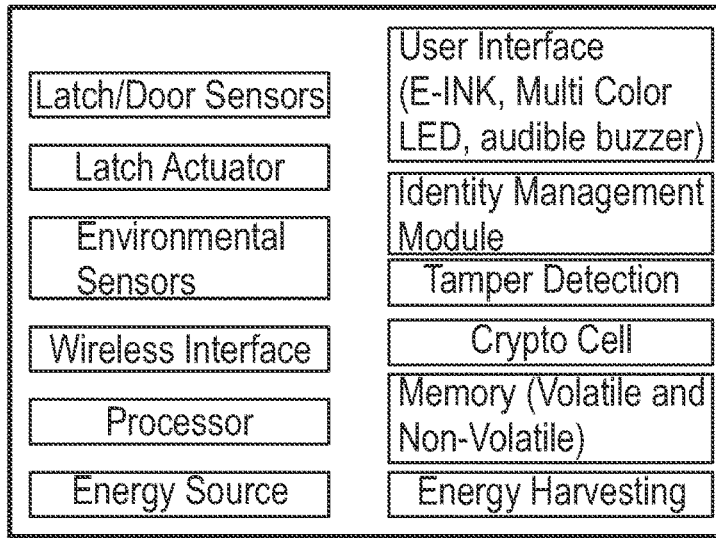 Latch/Door Sensors
Latch Actuator
Environmental
Sensors
Wireless Interface
Processor
Energy Source
User Interface
(E-INK, Multi Color
LED, audible buzzer)
Identity Management
Module
Tamper Detection
Crypto Cell
Memory (Volatile and
Non-Volatile)
Energy Harvesting